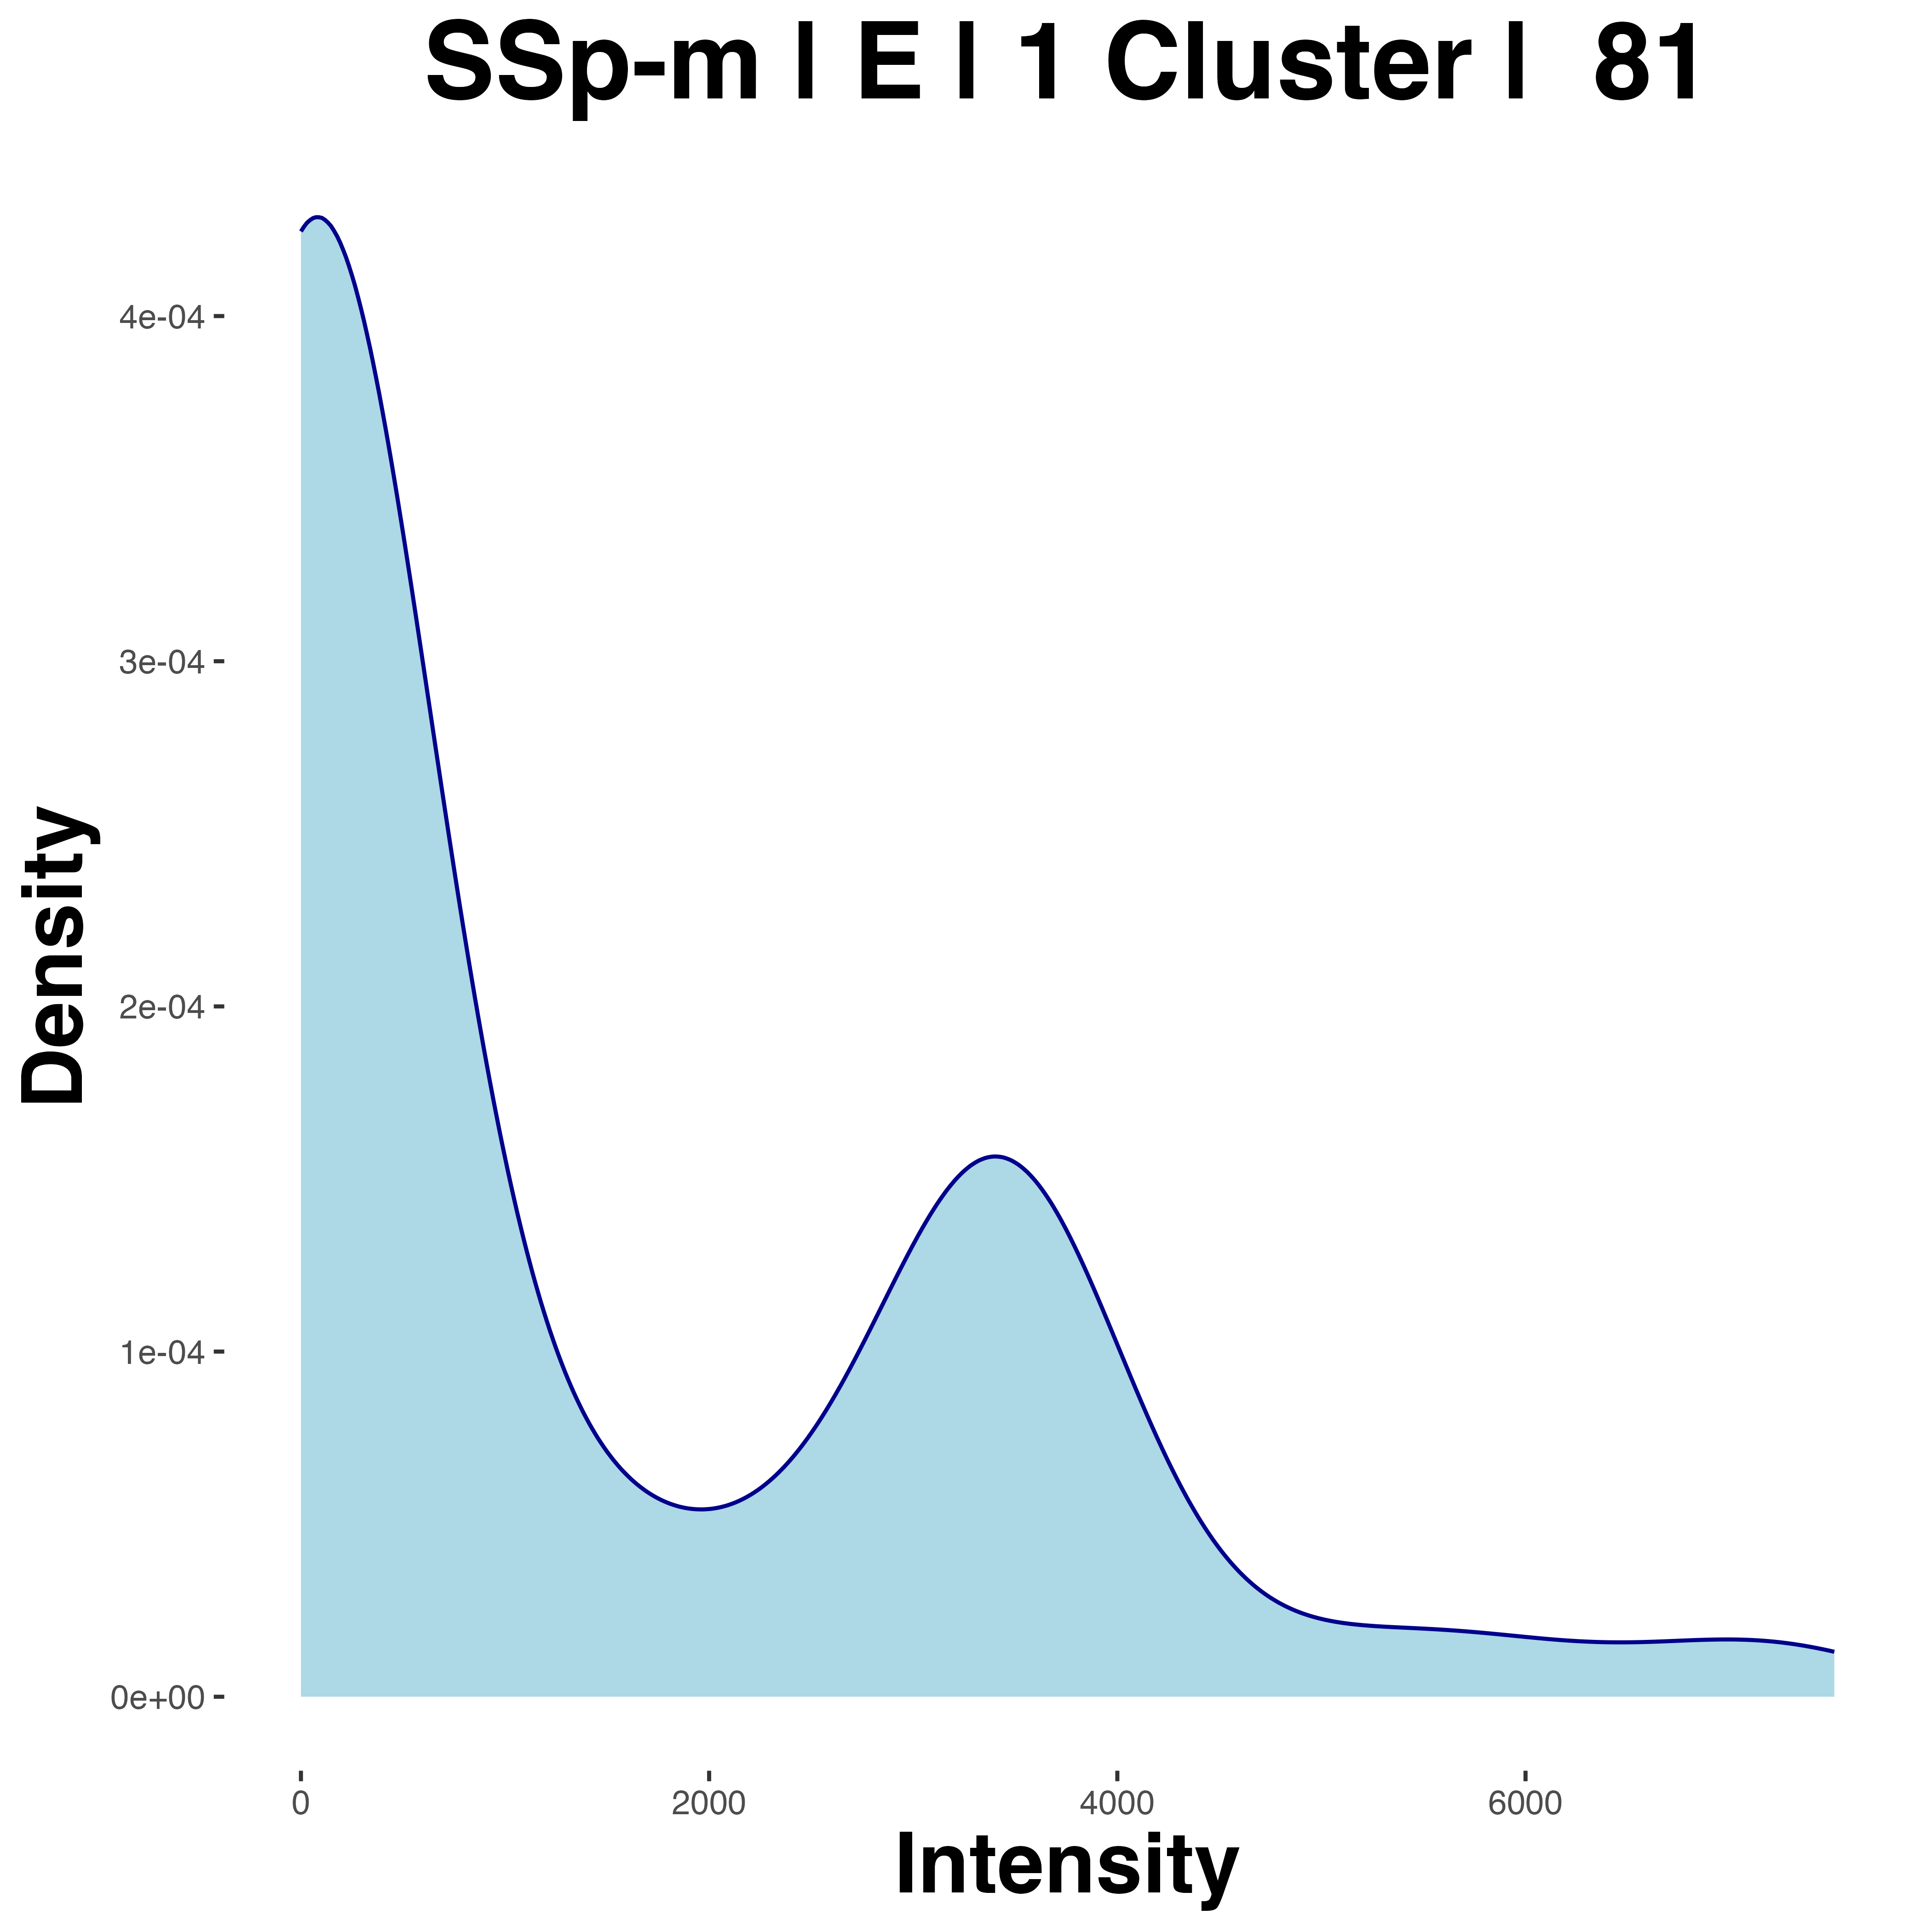 SSp-m | E | 1 Cluster |  81
Density
4e-04
3e-04
2e-04
1e-04
0e+00
0 2000 4000 6000
Intensity